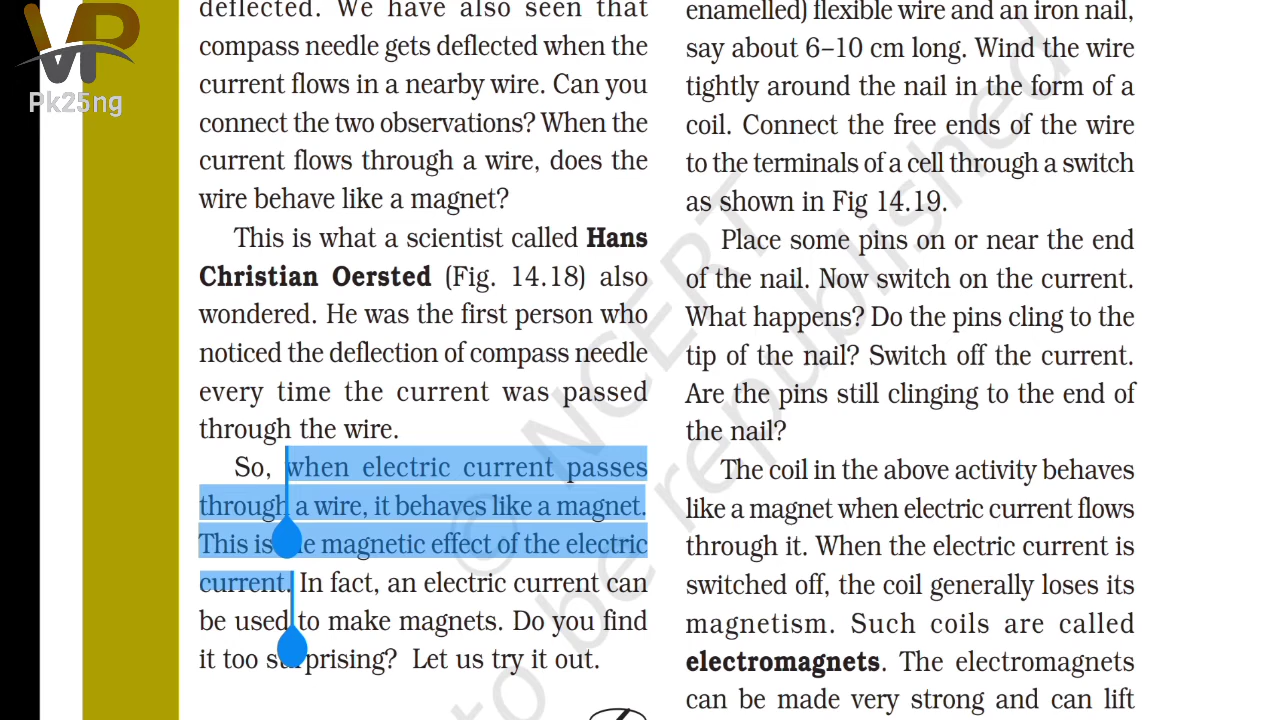 VP
Pk25ng
deflected. We have also seen that
compass needle gets deflected when the
current flows in a nearby wire. Can you
connect the two observations? When the
current flows through a wire, does the
wire behave like a magnet?
This is what a scientist called Hans
Christian Oersted (Fig. 14.18) also
wondered. He was the first person who
noticed the deflection of compass needle
every time the current was passed
through the wire.
So, when electric current passes
through a wire, it behaves like a magnet.
This is the magnetic effect of the electric
current. In fact, an electric current can
be used to make magnets. Do you find
it too surprising? Let us try it out.
enamelled) flexible wire and an iron nail,
say about 6–10 cm long. Wind the wire
tightly around the nail in the form of a
coil. Connect the free ends of the wire
to the terminals of a cell through a switch
as shown in Fig 14.19.
Place some pins on or near the end
of the nail. Now switch on the current.
What happens? Do the pins cling to the
tip of the nail? Switch off the current.
Are the pins still clinging to the end of
the nail?
The coil in the above activity behaves
like a magnet when electric current flows
through it. When the electric current is
switched off, the coil generally loses its
magnetism. Such coils are called
electromagnets. The electromagnets
can be made very strong and can lift
© NCERT
to be republished